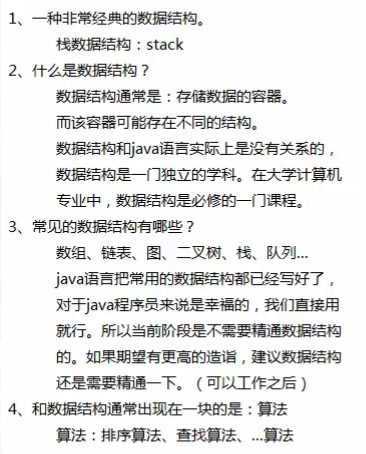 1、一种非常经典的数据结构。
栈数据结构：stack
2、什么是数据结构？
数据结构通常是：存储数据的容器。
而该容器可能存在不同的结构。
数据结构和java语言实际上是没有关系的，
数据结构是一门独立的学科。在大学计算机
专业中，数据结构是必修的一门课程。
3、常见的数据结构有哪些？
数组、链表、图、二叉树、栈、队列...
java语言把常用的数据结构都已经写好了，
对于java程序员来说是幸福的，我们直接用
就行。所以当前阶段是不需要精通数据结构
的。如果期望有更高的造诣，建议数据结构
还是需要精通一下。（可以工作之后）
4、和数据结构通常出现在一块的是：算法
算法：排序算法、查找算法、...算法